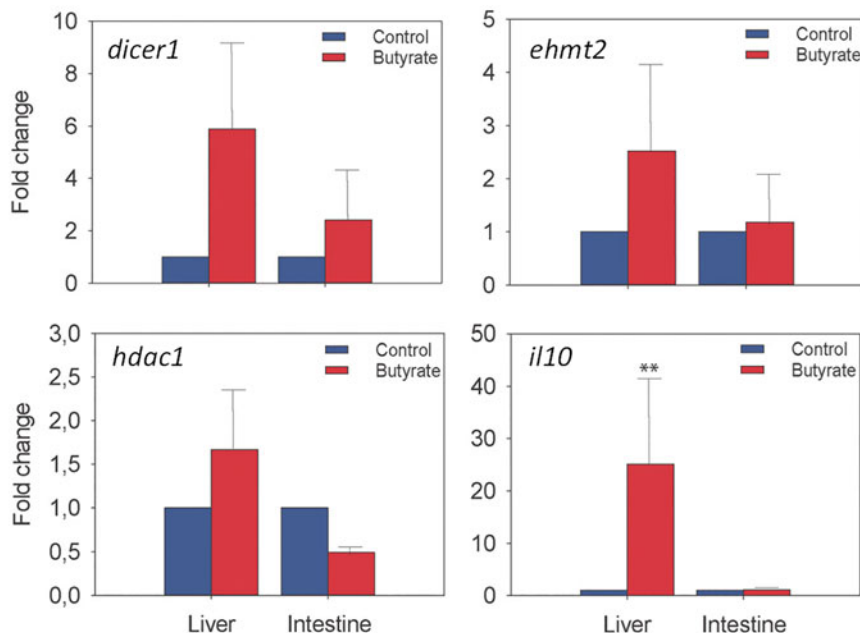 dicer1
Control
Butyrate
Fold change
10
8
6
4
2
0
ehmt2
Control
Butyrate
5
4
3
2
1
0
hdac1
Control
Butyrate
Fold change
3,0
2,5
2,0
1,5
1,0
0,5
0,0
Liver
Intestine
il10
Control
Butyrate
**
50
40
30
20
10
0
Liver
Intestine